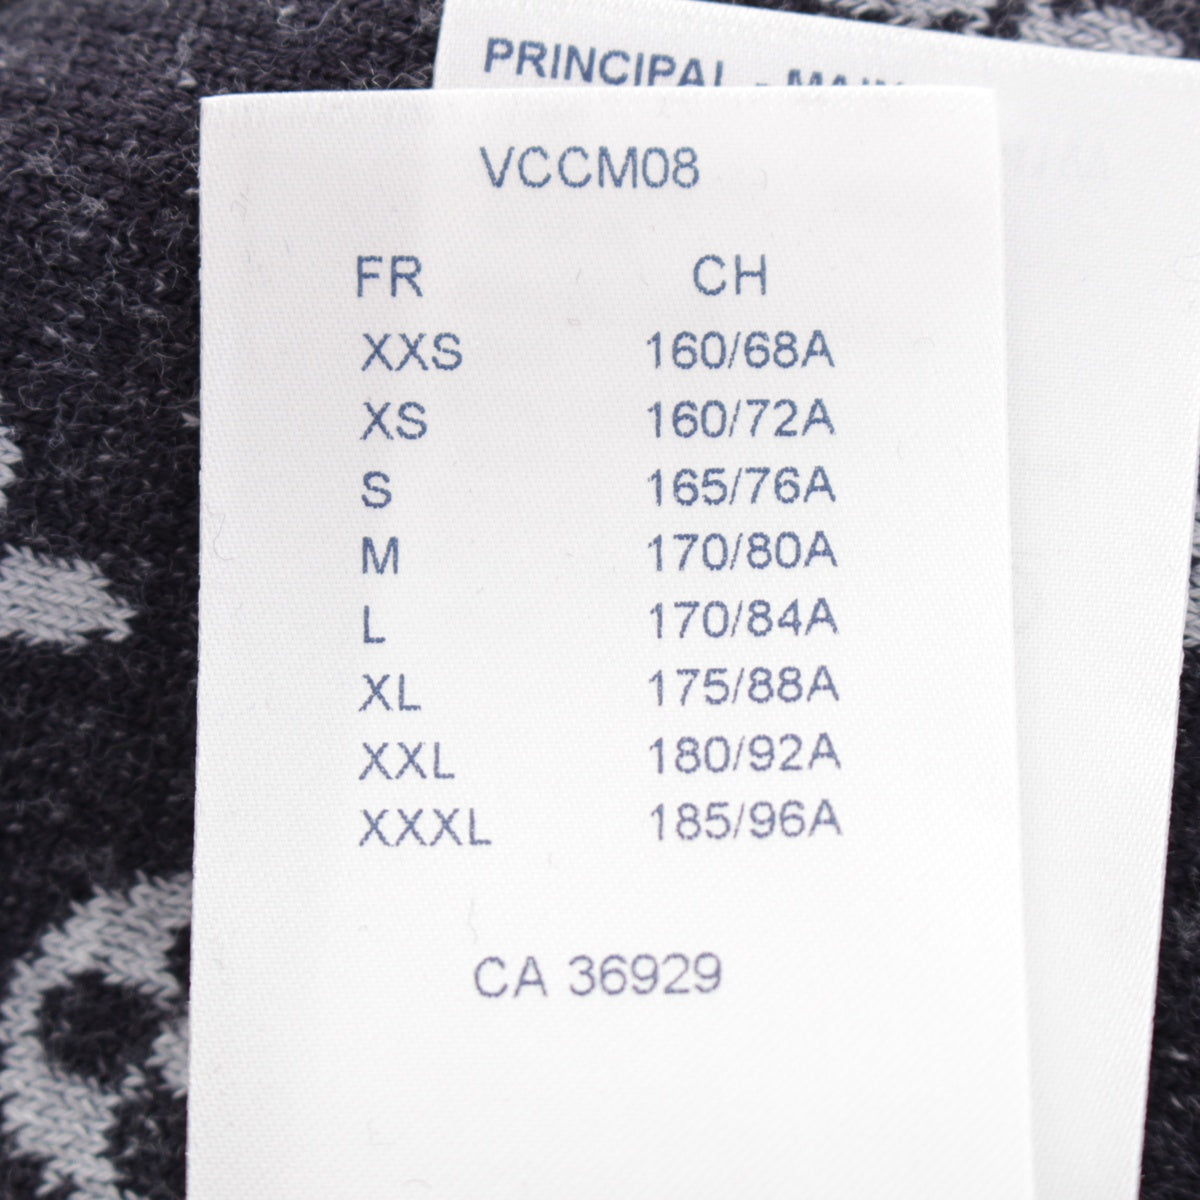 PRINCIPAL - MAIN
VCCM08
FR CH
XXS 160/68A
XS 160/72A
S 165/76A
M 170/80A
L 170/84A
XL 175/88A
XXL 180/92A
XXXL 185/96A
CA 36929